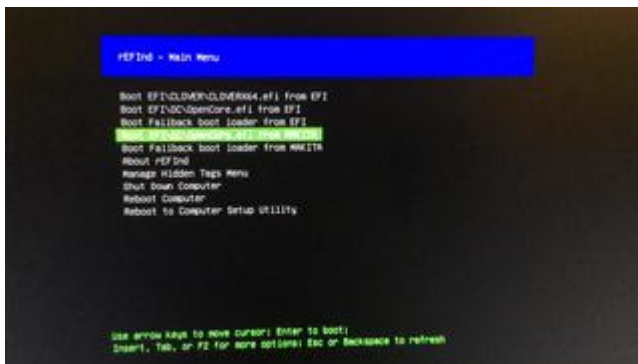 rEFInd - Main Menu
Boot EFI\CLOVER\CLOVERX64.efi from EFI
Boot EFI\OC\OpenCore.efi from EFI
Boot Fallback boot loader from EFI
Boot EFI\OC\OpenCore.efi from MAKITA
Boot Fallback boot loader from MAKITA
About rEFInd
Manage Hidden Tags Menu
Shut Down Computer
Reboot Computer
Reboot to Computer Setup Utility
Use arrow keys to move cursor; Enter to boot;
Insert, Tab, or F2 for more options; Esc or Backspace to refresh